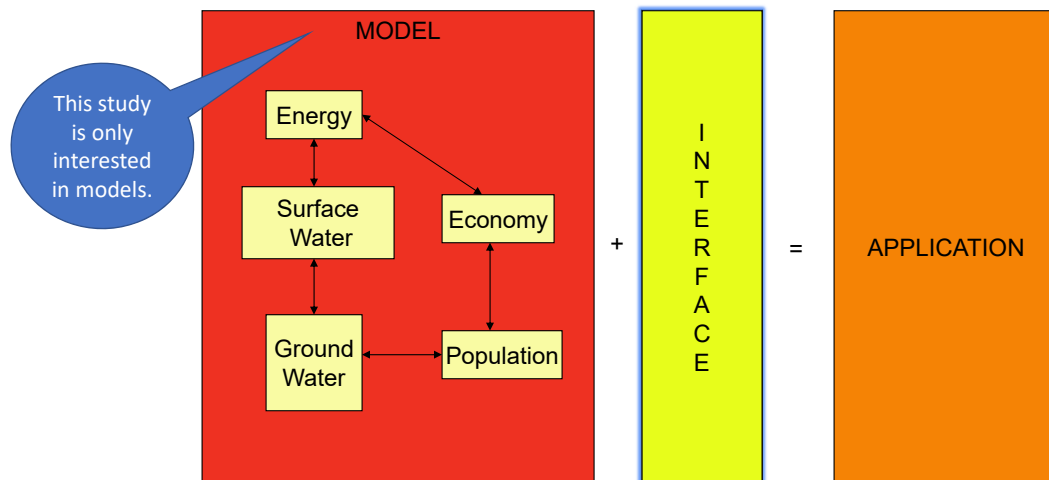 MODEL
This study
is only
interested
in models.
Energy
Surface
Water
Economy
Ground
Water
Population
+
I
N
T
E
R
F
A
C
E
=
APPLICATION